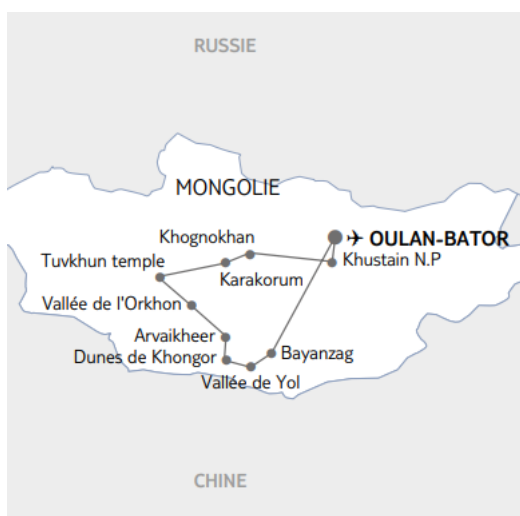 RUSSIE
MONGOLIE
OULAN-BATOR
Khognokhan
Khustain N.P
Tuvkhun temple
Karakorum
Vallée de l'Orkhon
Arvaikheer
Dunes de Khongor
Bayanzag
Vallée de Yol
CHINE